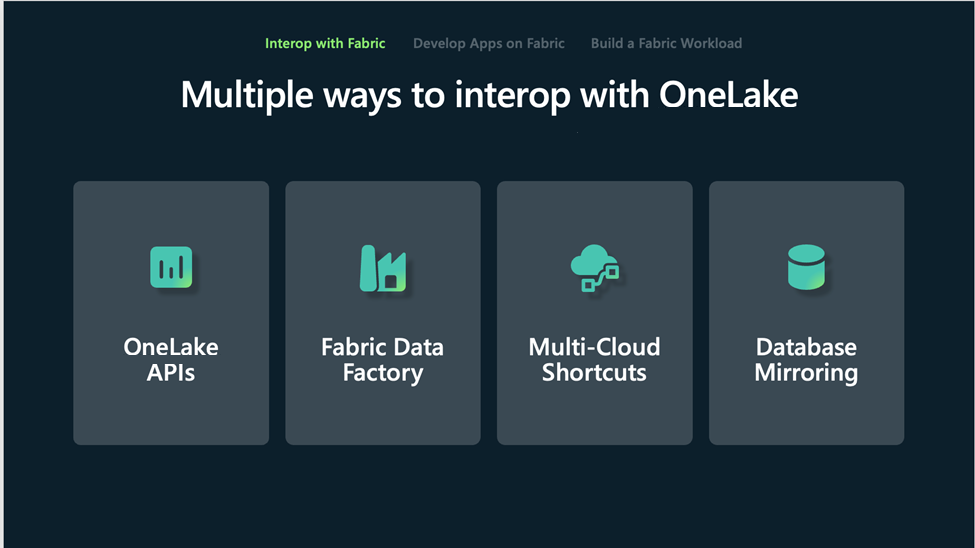 Interop with Fabric Develop Apps on Fabric Build a Fabric Workload
Multiple ways to interop with OneLake
OneLake
APIs
Fabric Data
Factory
Multi-Cloud
Shortcuts
Database
Mirroring